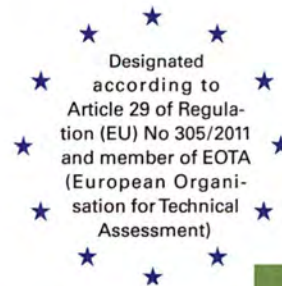 Designated
according to
Article 29 of Regula-
tion (EU) No 305/2011
and member of EOTA
(European Organi-
sation for Technical
Assessment)